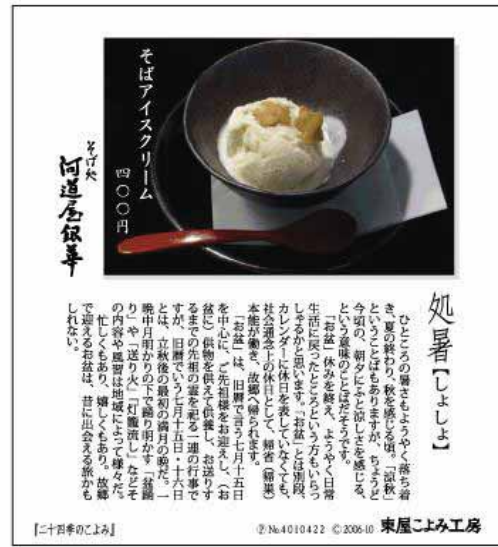 そばアイスクリーム
四〇〇円
そば処
河道屋銀華
処暑【しょしょ】
ひところの暑さもようやく落ち着
き、夏の終わり、秋を感じる頃。「涼秋」
ということばもありますが、ちょうど
今頃の、朝夕にふと涼しさを感じる、
という意味のことばだそうです。
「お盆」休みを終え、ようやく日常
生活に戻ったところという方もいらっ
しゃるかと思います。「お盆」とは別段、
カレンダーに休日を表していなくても、
社会通念上の休日として、帰省(帰巣)
本能が働き、故郷へ帰られます。
「お盆」は、旧暦で言う七月十五日
を中心に、ご先祖様をお迎えし、(お
盆に)供物を供えて供養し、お送りす
るまでの先祖の霊を祀る一連の行事で
すが、旧暦でいう七月十五日・十六日
とは、立秋後の最初の満月の晩だ。一
晩中月明かりの下で踊り明かす「盆踊
り」や「送り火」「灯籠流し」などそ
の内容や風習は地域によって様々だ。
忙しくもあり、嬉しくもあり。故郷
で迎えるお盆は、昔に出会える旅かも
しれない。
『二十四季のこよみ』
Ⓟ No.4010422 © 2006-10 東屋こよみ工房